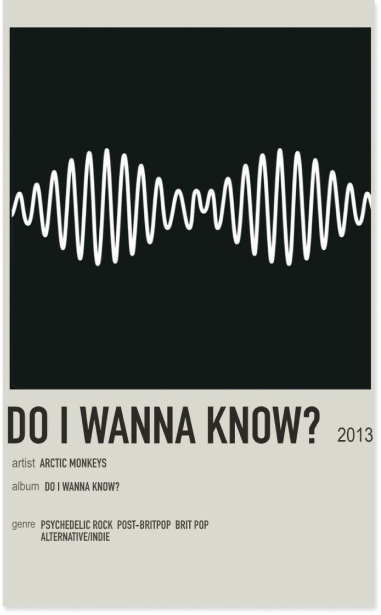 DO I WANNA KNOW? 2013
artist ARCTIC MONKEYS
album DO I WANNA KNOW?
genre PSYCHEDELIC ROCK POST-BRITPOP BRIT POP
ALTERNATIVE/INDIE